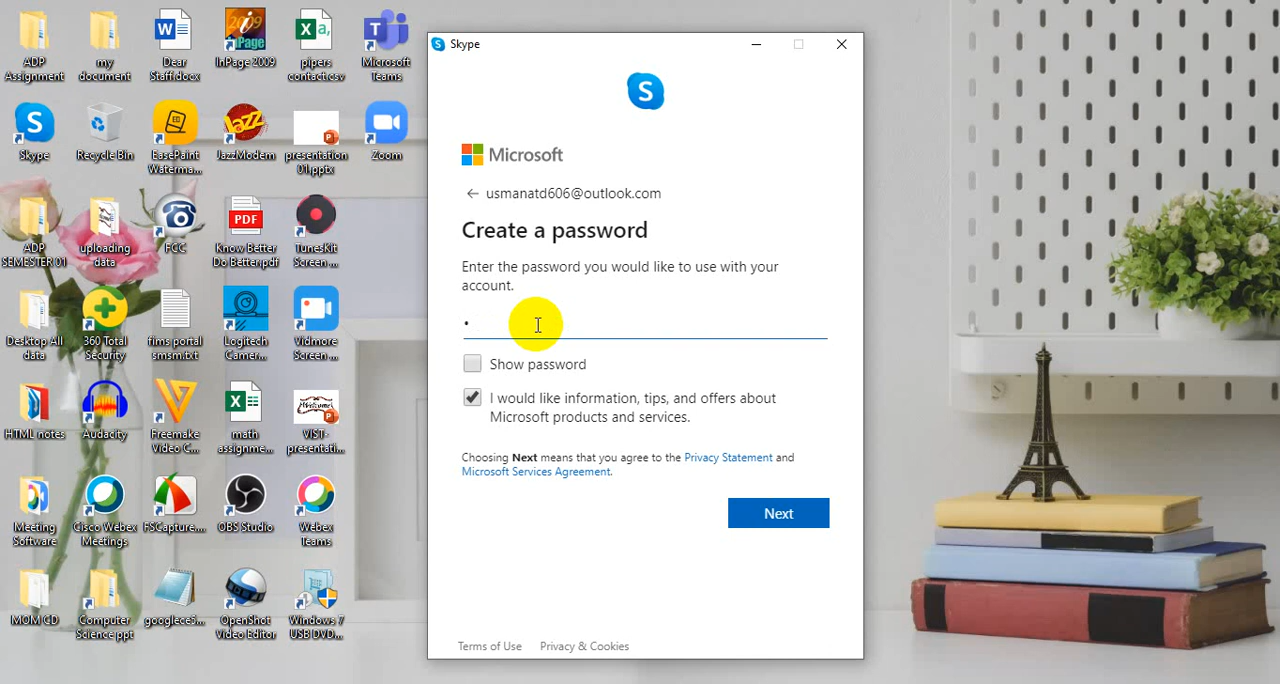 ADP
Assignment
my
document
Dear
Staff.docx
InPage 2009
pipers
contact.csv
Microsoft
Teams
Skype
Recycle Bin
EasePaint
Waterma...
JazzModem
presentation
01.pptx
Zoom
ADP
SEMESTER 01
uploading
data
FCC
Know Better
Do Better.pdf
TunesKit
Screen ...
Desktop All
data
360 Total
Security
fims portal
smsm.txt
Logitech
Camer...
Vidmore
Screen ...
HTML notes
Audacity
Freemake
Video C...
math
assignme...
VIST-
presentati...
Meeting
Software
Cisco Webex
Meetings
FSCapture....
OBS Studio
Webex
Teams
MOM CD
Computer
Science ppt
googlece5...
OpenShot
Video Editor
Windows 7
USB DVD...
Skype
Microsoft
usmanatd606@outlook.com
Create a password
Enter the password you would like to use with your
account.
Show password
I would like information, tips, and offers about
Microsoft products and services.
Choosing Next means that you agree to the Privacy Statement and
Microsoft Services Agreement.
Next
Terms of Use Privacy & Cookies